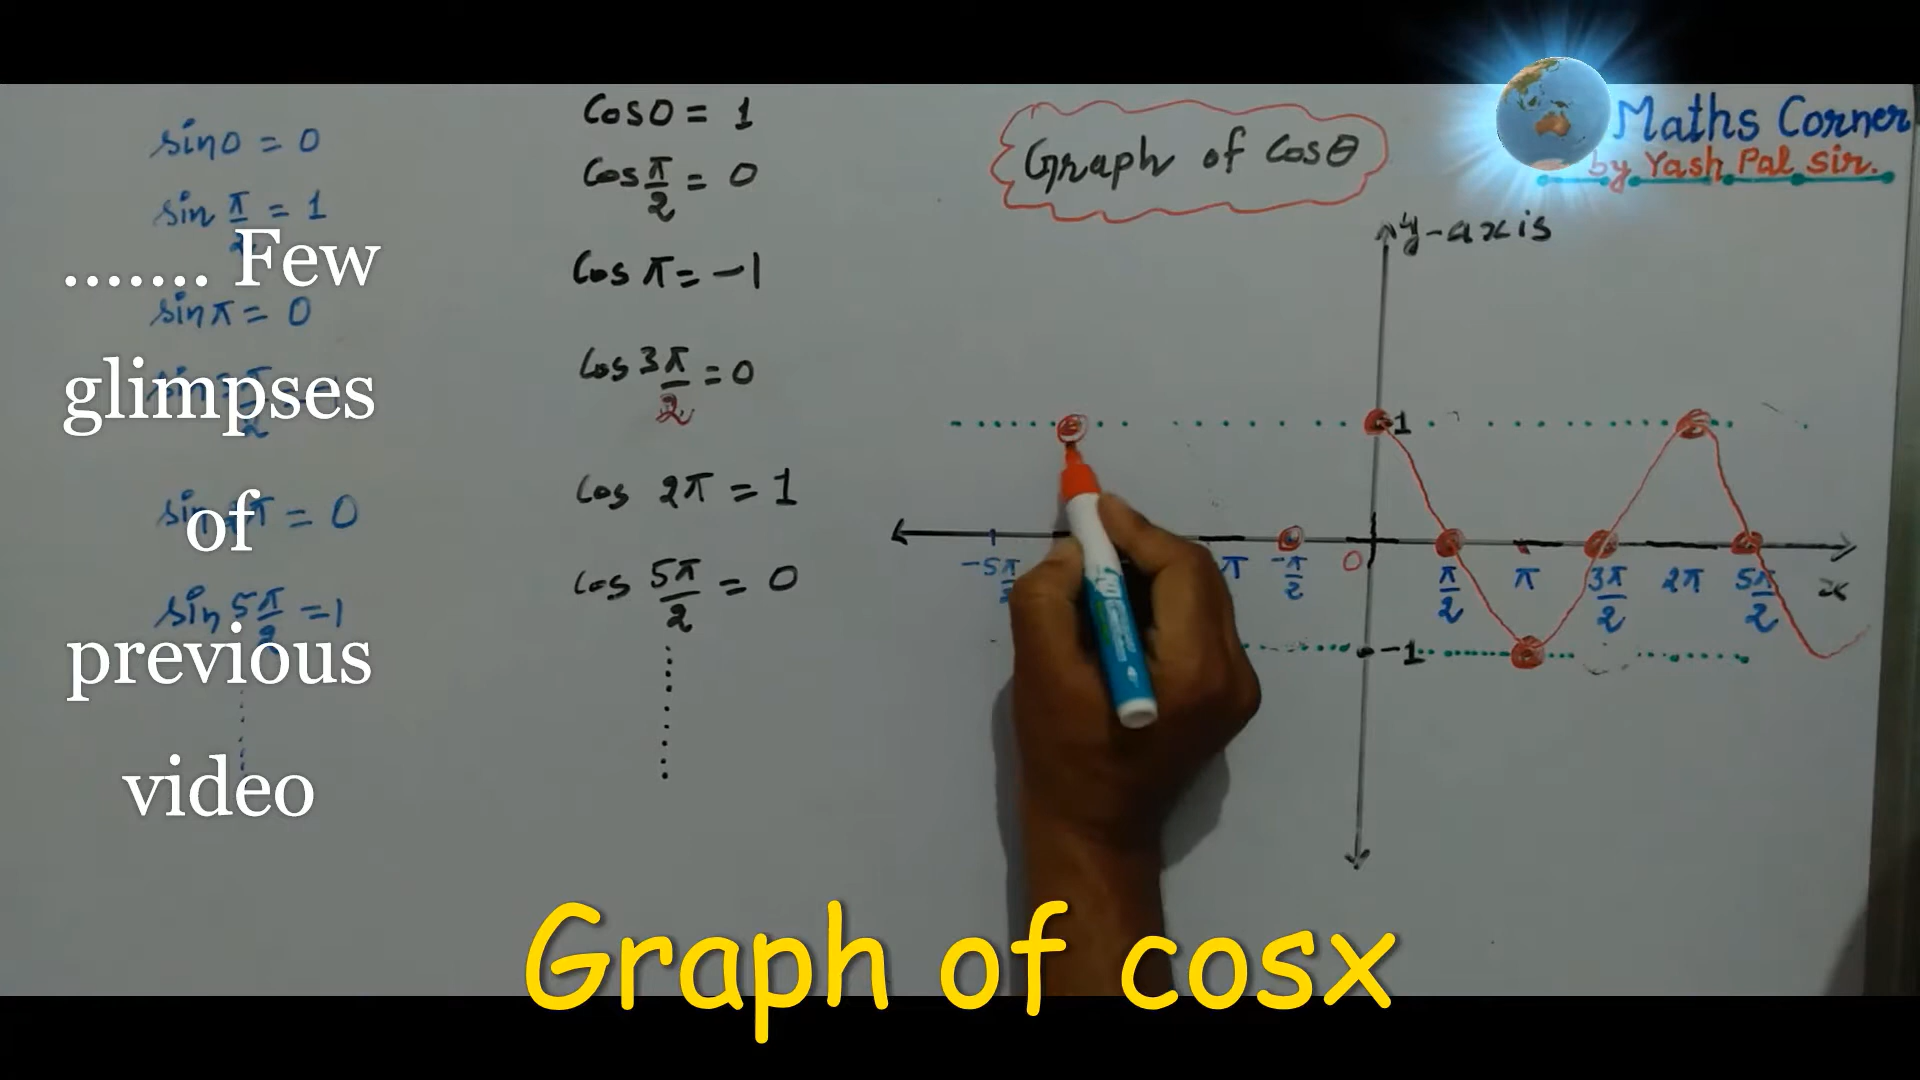 sin0 = 0
sin π/2 = 1
sinπ = 0
sin 2π = 0
sin 5π/2 = 1
....... Few
glimpses
of
previous
video
Cos0 = 1
Cos π/2 = 0
Cos π = -1
Cos 3π/2 = 0
Cos 2π = 1
Cos 5π/2 = 0
Graph of Cosθ
Maths Corner
by Yash Pal Sir.
y-axis
1
-5π/2 π -π/2 0 π/2 π 3π/2 2π 5π/2 x
-1
Graph of cosx